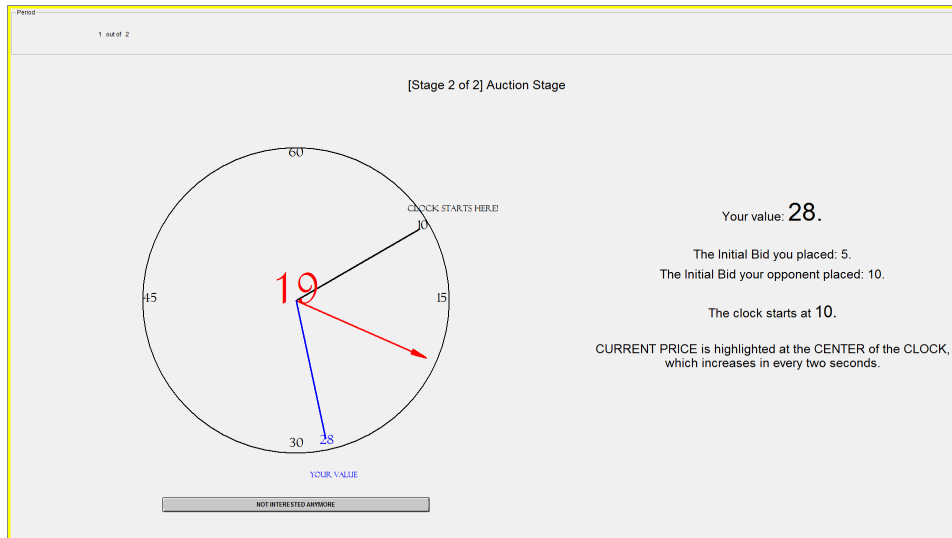 Period
1 out of 2
[Stage 2 of 2] Auction Stage
60
CLOCK STARTS HERE!
10
19
45
15
30
28
YOUR VALUE
NOT INTERESTED ANYMORE
Your value: 28.
The Initial Bid you placed: 5.
The Initial Bid your opponent placed: 10.
The clock starts at 10.
CURRENT PRICE is highlighted at the CENTER of the CLOCK,
which increases in every two seconds.